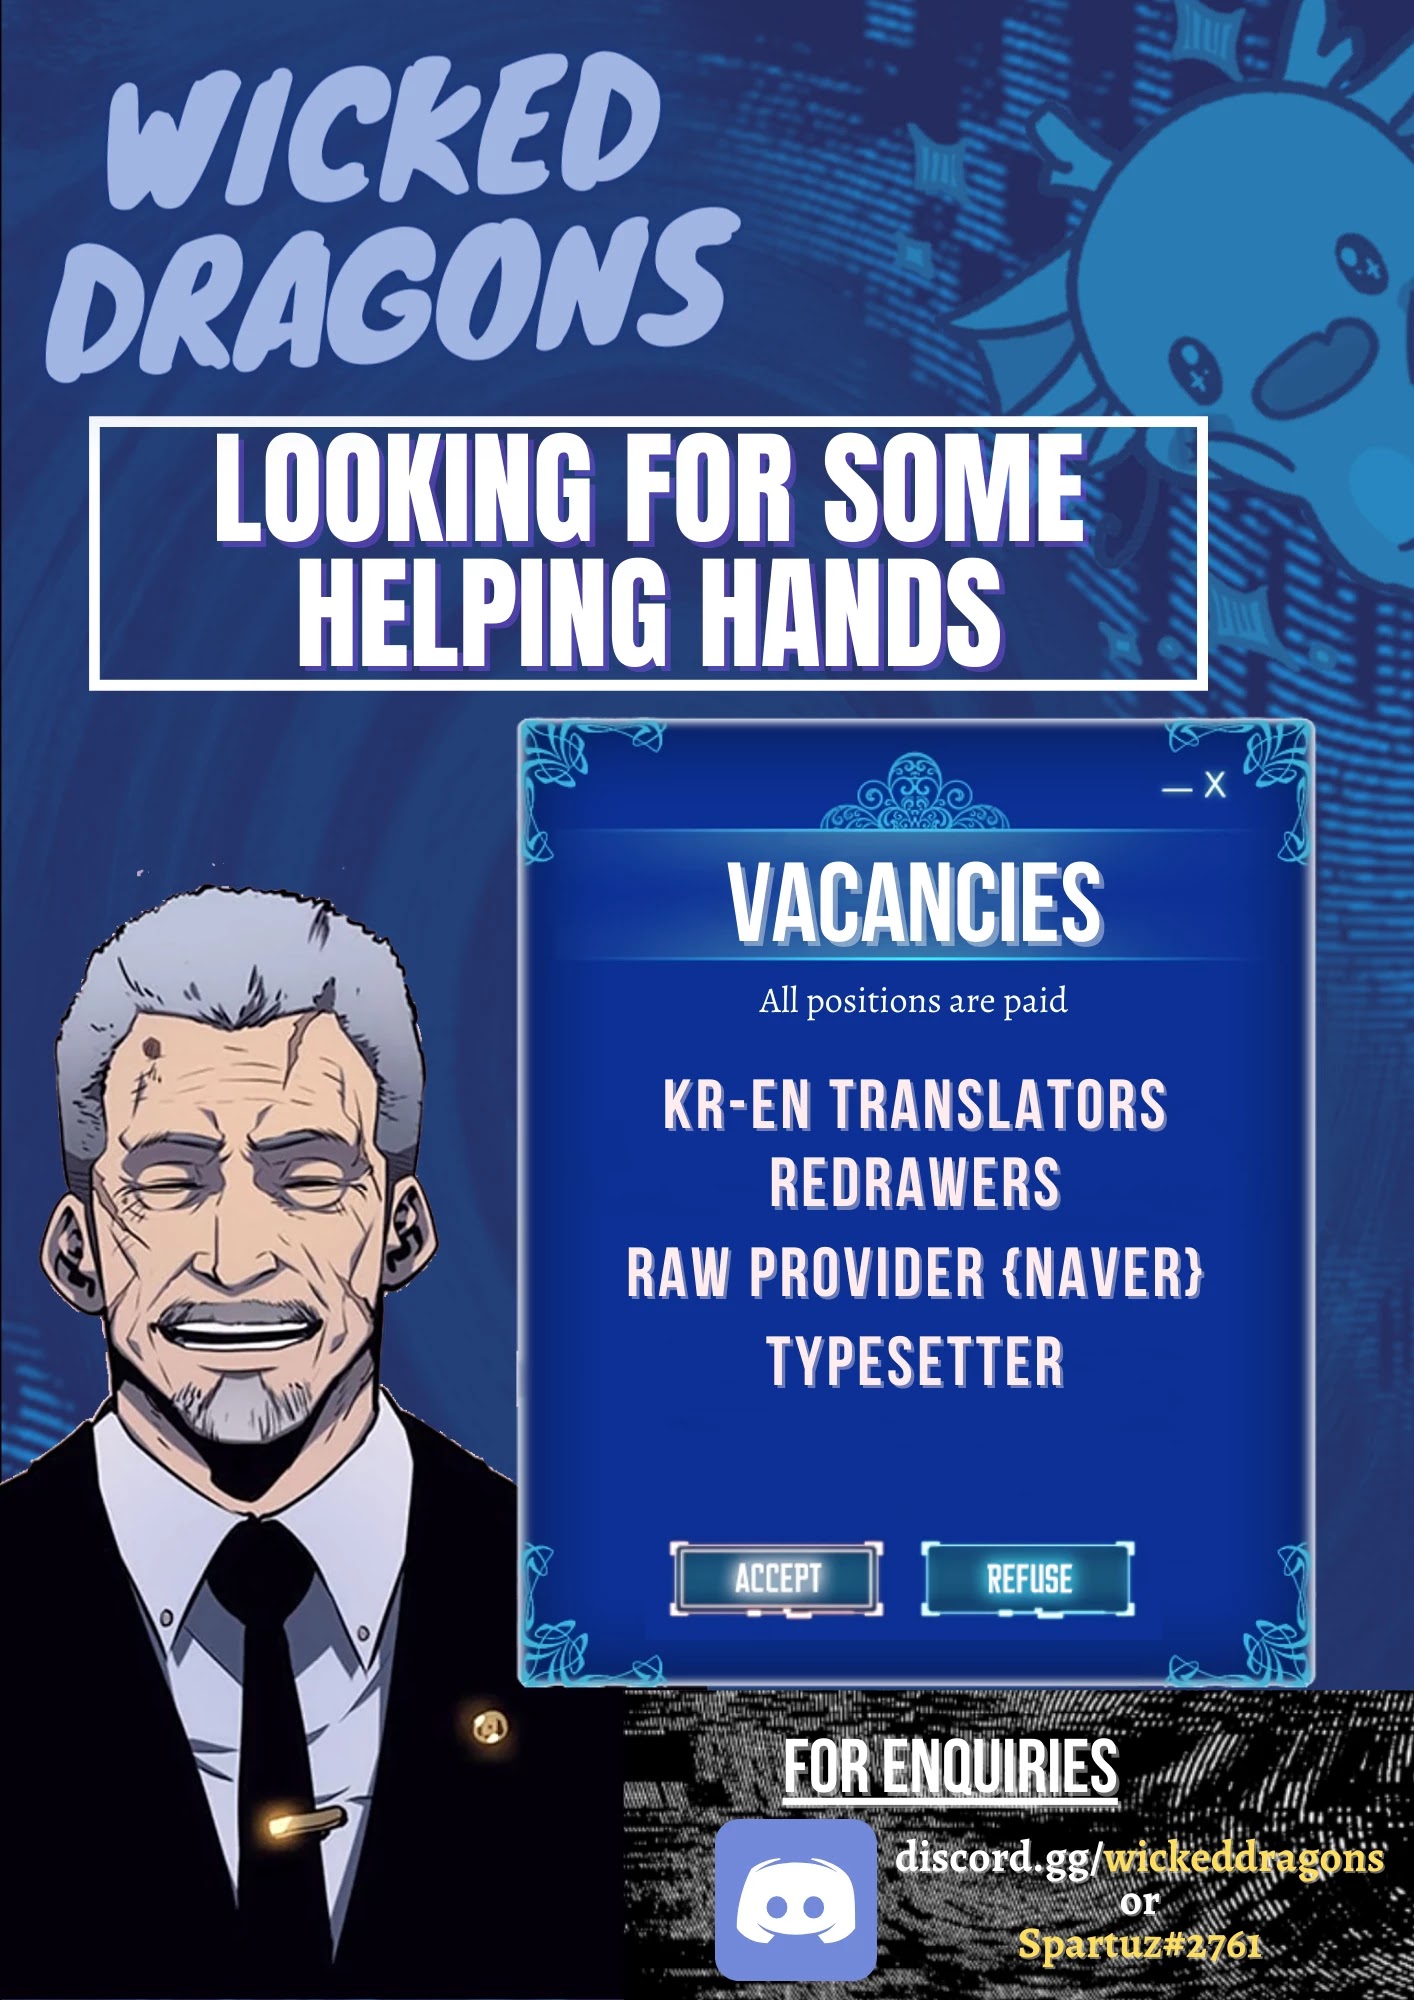 WICKED
DRAGONS
LOOKING FOR SOME
HELPING HANDS
— X
VACANCIES
All positions are paid
KR-EN TRANSLATORS
REDRAWERS
RAW PROVIDER {NAVER}
TYPESETTER
ACCEPT REFUSE
FOR ENQUIRIES
discord.gg/wickeddragons
or
Spartuz#2761